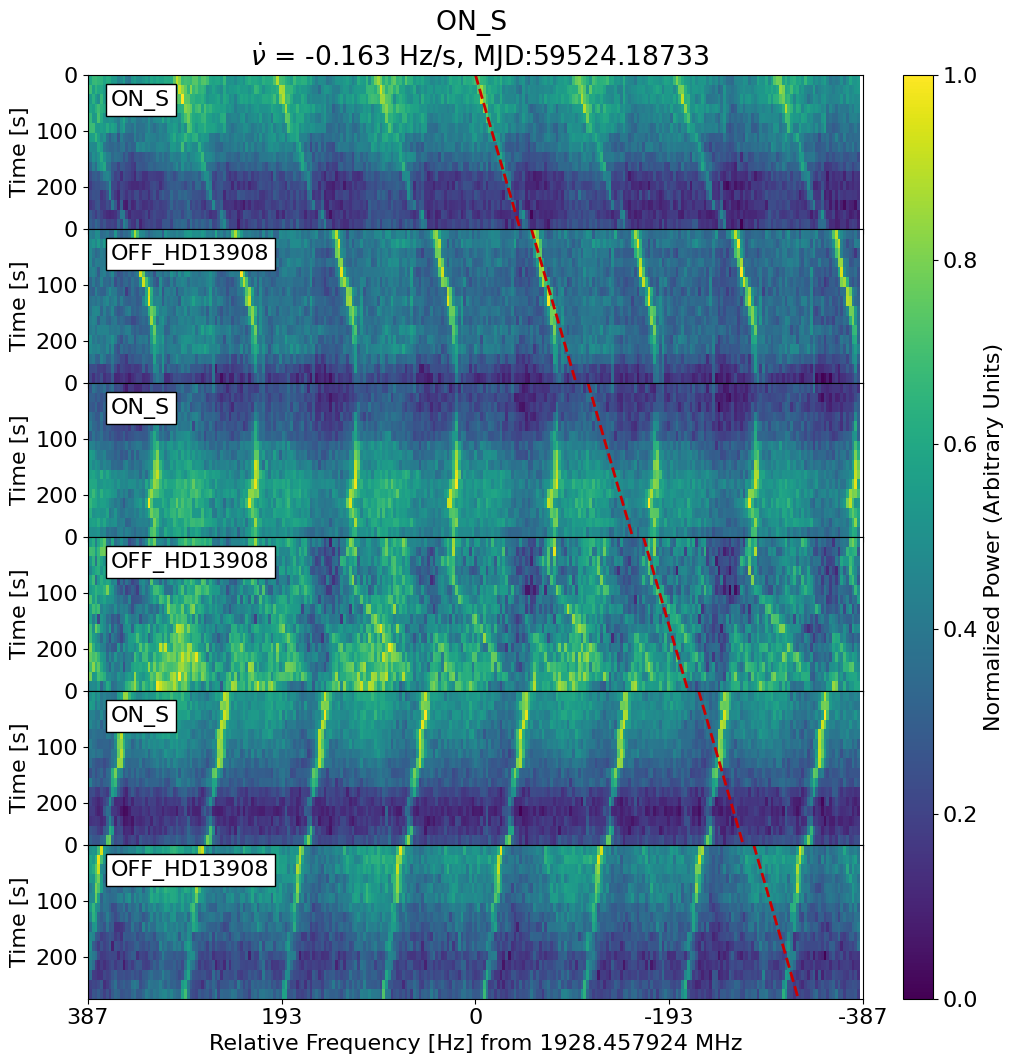 ON_S
ν̇ = -0.163 Hz/s, MJD:59524.18733
0
ON_S
100
200
Time [s]
0
OFF_HD13908
100
200
Time [s]
0
ON_S
100
200
Time [s]
0
OFF_HD13908
100
200
Time [s]
0
ON_S
100
200
Time [s]
0
OFF_HD13908
100
200
Time [s]
387 193 0 -193 -387
Relative Frequency [Hz] from 1928.457924 MHz
1.0
0.8
0.6
0.4
0.2
0.0
Normalized Power (Arbitrary Units)